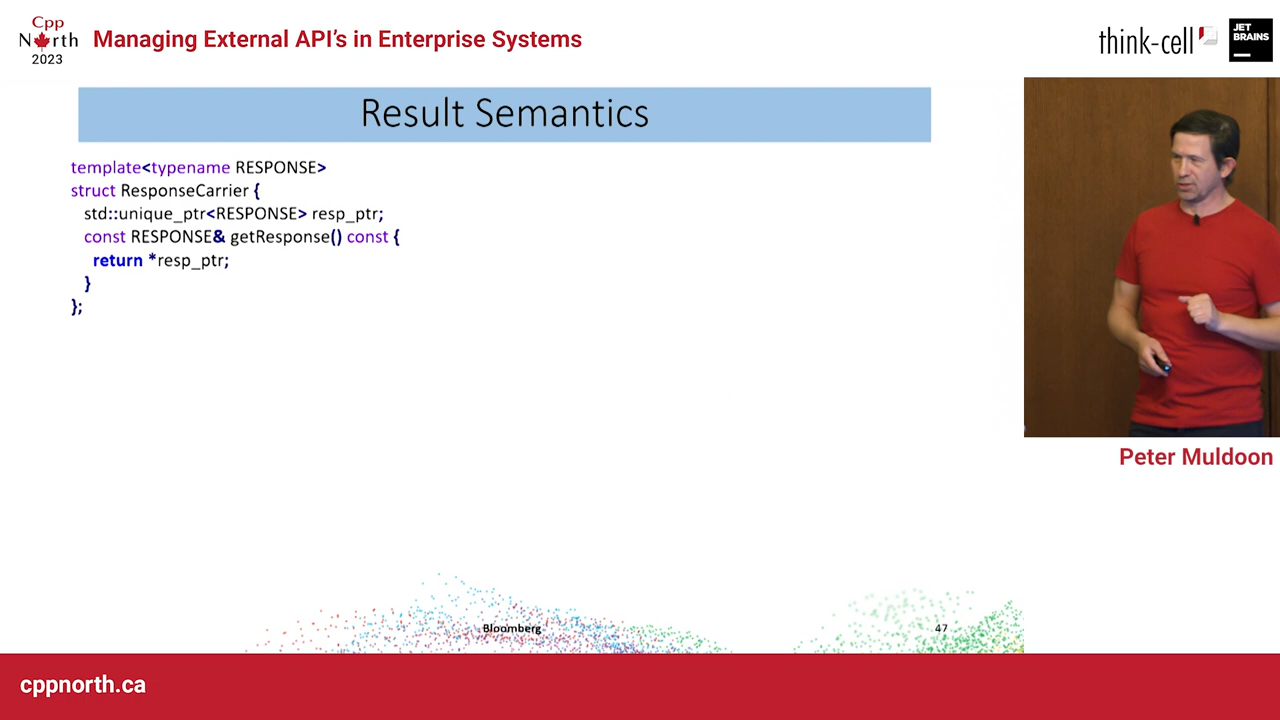 Cpp
North
2023
Managing External API's in Enterprise Systems
think-cell
JET
BRAINS
Result Semantics
template<typename RESPONSE>
struct ResponseCarrier {
std::unique_ptr<RESPONSE> resp_ptr;
const RESPONSE& getResponse() const {
return *resp_ptr;
}
};
Peter Muldoon
Bloomberg
47
cppnorth.ca